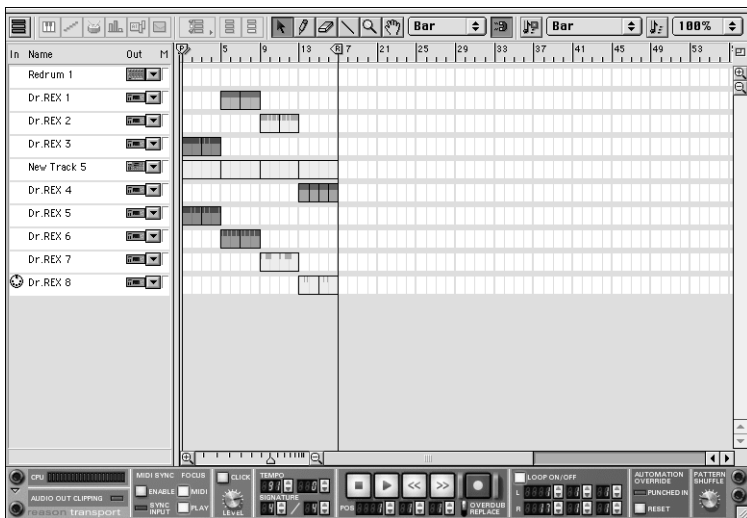 Bar
Bar
100%
In Name Out M
P 5 9 13 R 7 21 25 29 33 37 41 45 49 53
Redrum 1
Dr.REX 1
Dr.REX 2
Dr.REX 3
New Track 5
Dr.REX 4
Dr.REX 5
Dr.REX 6
Dr.REX 7
Dr.REX 8
CPU
AUDIO OUT CLIPPING
reason transport
MIDI SYNC FOCUS
ENABLE MIDI
SYNC INPUT PLAY
CLICK
LEVEL
TEMPO
SIGNATURE
4 / 4
POS
OVERDUB
REPLACE
LOOP ON/OFF
L
R
AUTOMATION OVERRIDE
PUNCHED IN
RESET
PATTERN SHUFFLE